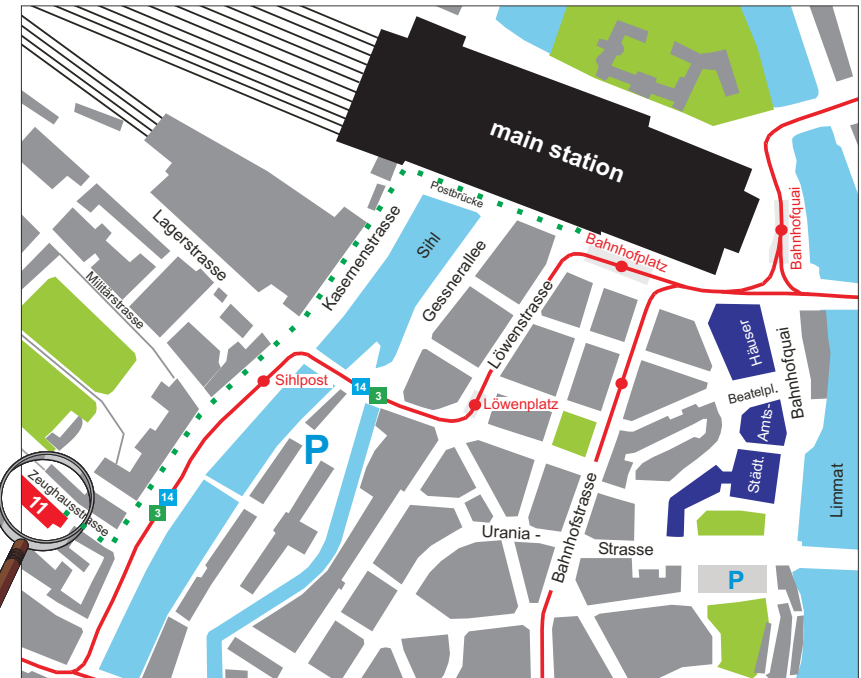 main station
Postbrücke
Bahnhofquai
Lagerstrasse
Kasernenstrasse
Sihl
Gessnerallee
Bahnhofplatz
Militärstrasse
Löwenstrasse
Häuser
Bahnhofquai
Sihlpost
14
3
Löwenplatz
Beatelpl.
Amts-
P
Städt.
Zeughausstrasse
11
14
3
Limmat
Bahnhofstrasse
Urania -
Strasse
P